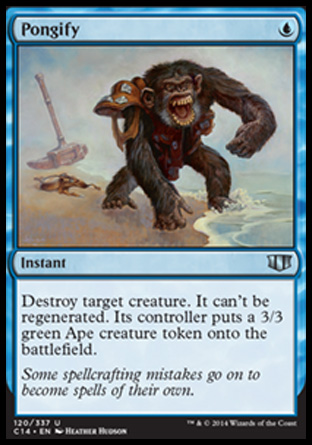 Pongify
Instant
Destroy target creature. It can't be
regenerated. Its controller puts a 3/3
green Ape creature token onto the
battlefield.
Some spellcrafting mistakes go on to
become spells of their own.
120/337 U
C14 • EN HEATHER HUDSON
™ & © 2014 Wizards of the Coast